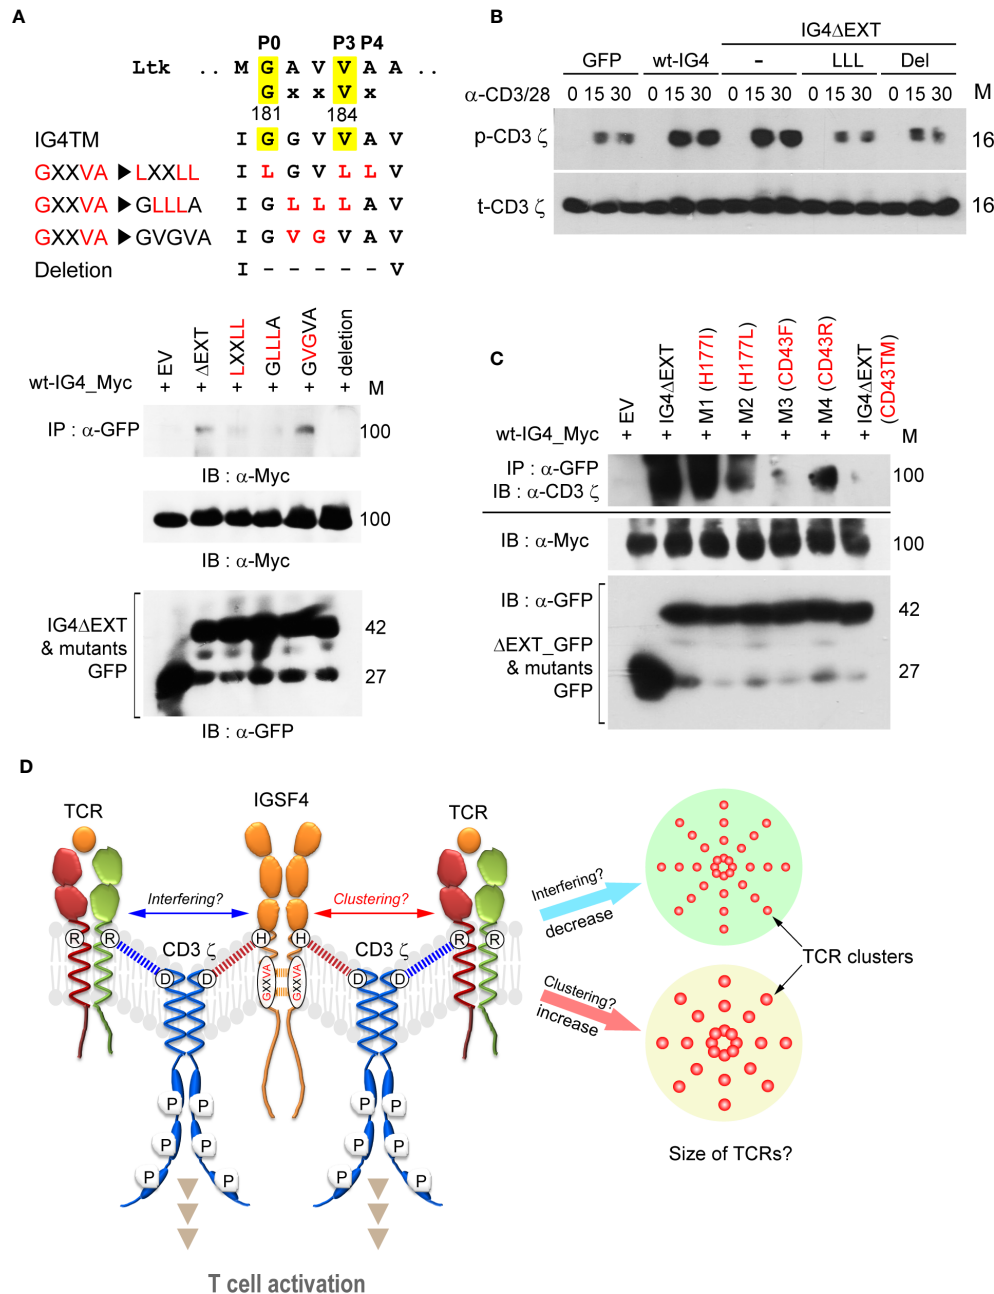 A
P0 P3 P4
Ltk .. M G A V V A A ..
G x x V x
181 184
IG4TM I G G V V A V
GXXVA ▶ LXXLL I L G V L L V
GXXVA ▶ GLLLA I G L L L A V
GXXVA ▶ GVGVA I G V G V A V
Deletion I - - - - - V
EV
ΔEXT
LXXLL
GLLLA
GVGVA
deletion
wt-IG4_Myc + + + + + + M
IP : α-GFP 100
IB : α-Myc
100
IB : α-Myc
IG4ΔEXT
& mutants
GFP
42
27
IB : α-GFP
B
IG4ΔEXT
GFP wt-IG4 - LLL Del
α-CD3/28 0 15 30 0 15 30 0 15 30 0 15 30 0 15 30 M
p-CD3 ζ 16
t-CD3 ζ 16
C
EV
IG4ΔEXT
M1 (H177I)
M2 (H177L)
M3 (CD43F)
M4 (CD43R)
IG4ΔEXT
(CD43TM)
wt-IG4_Myc + + + + + + + M
IP : α-GFP
IB : α-CD3 ζ
100
IB : α-Myc 100
IB : α-GFP 42
ΔEXT_GFP
& mutants
GFP
27
D
TCR IGSF4 TCR
Interfering? Clustering?
R R CD3 ζ H H R R
D D D D
GXXVA GXXVA
P P P P
P P P P
P P P P
T cell activation
Interfering?
decrease
Clustering?
increase
TCR clusters
Size of TCRs?